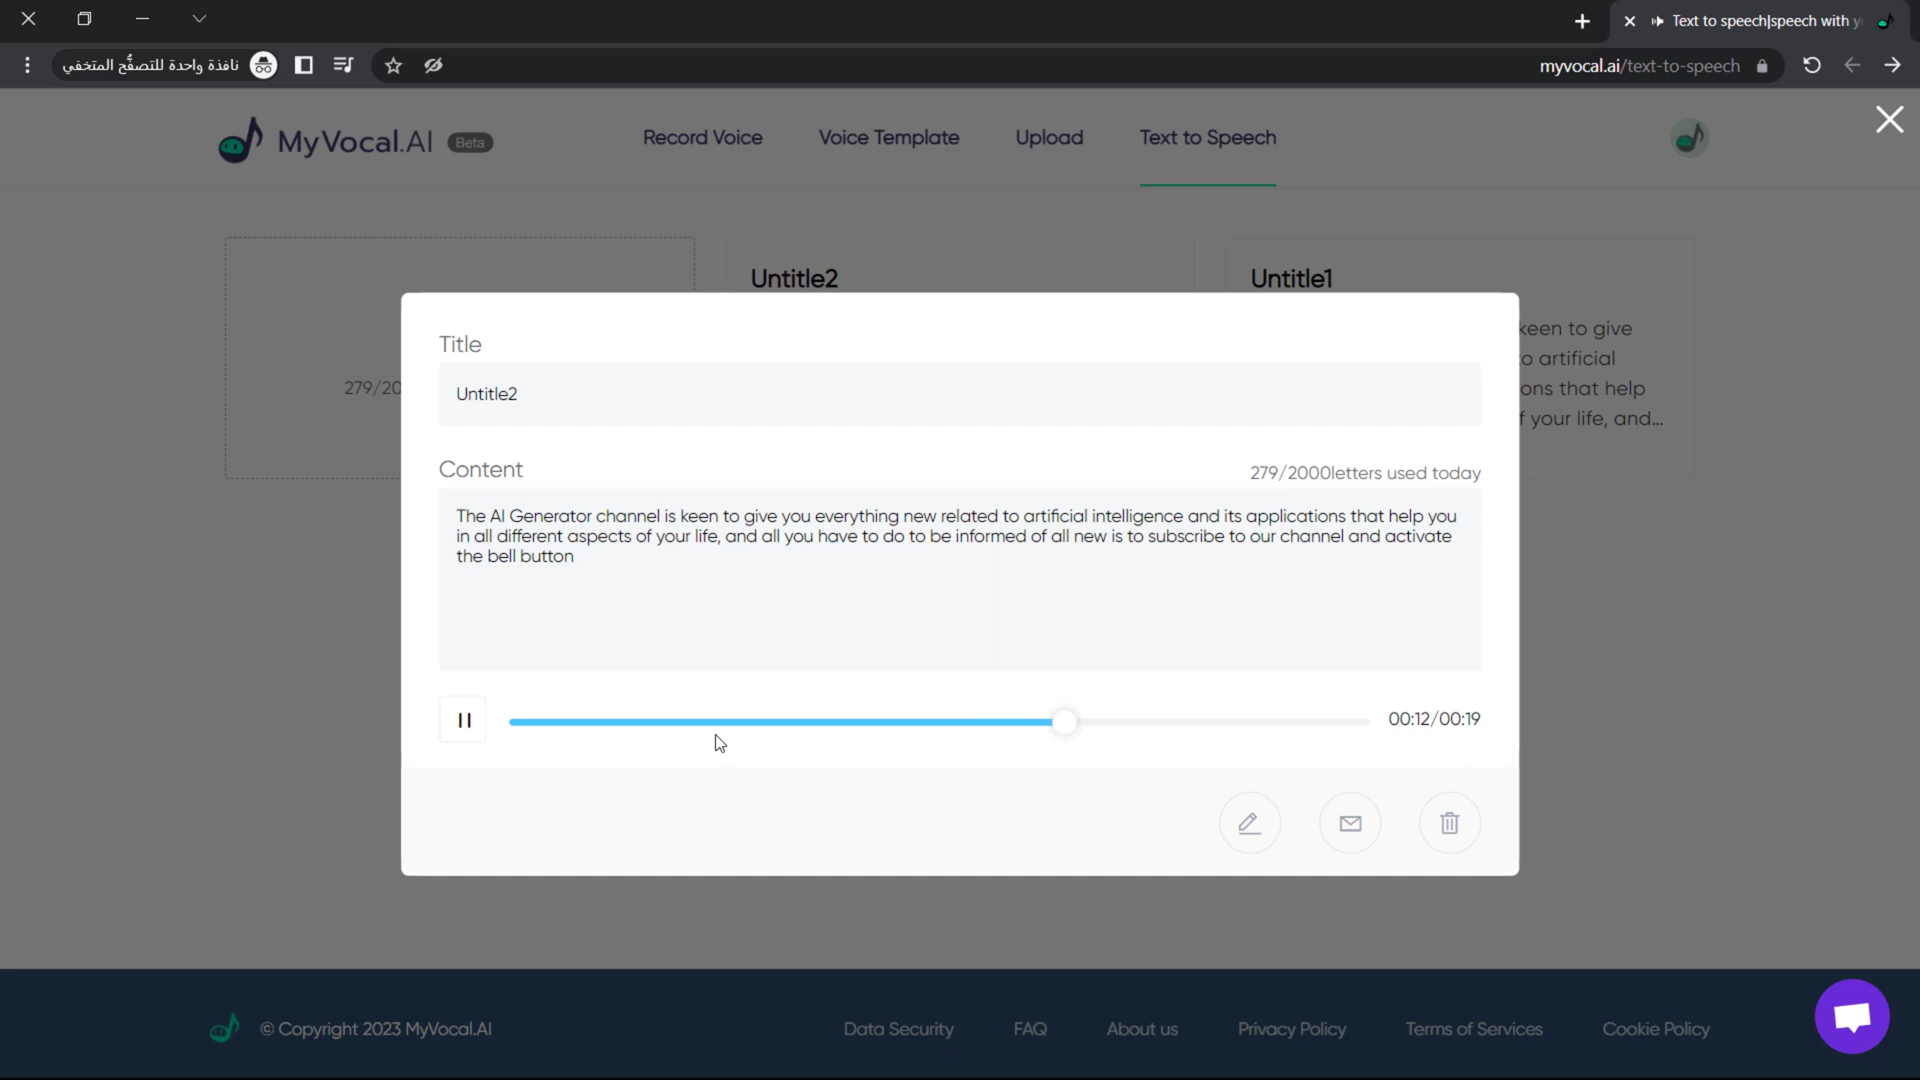 Text to speech|speech with y
نافذة واحدة للتصفُّح المتخفي
myvocal.ai/text-to-speech
MyVocal.AI Beta
Record Voice
Voice Template
Upload
Text to Speech
279/20
Untitle2
Untitle1
keen to give
o artificial
ons that help
f your life, and...
Title
Untitle2
Content
279/2000letters used today
The AI Generator channel is keen to give you everything new related to artificial intelligence and its applications that help you
in all different aspects of your life, and all you have to do to be informed of all new is to subscribe to our channel and activate
the bell button
00:12/00:19
© Copyright 2023 MyVocal.AI
Data Security
FAQ
About us
Privacy Policy
Terms of Services
Cookie Policy